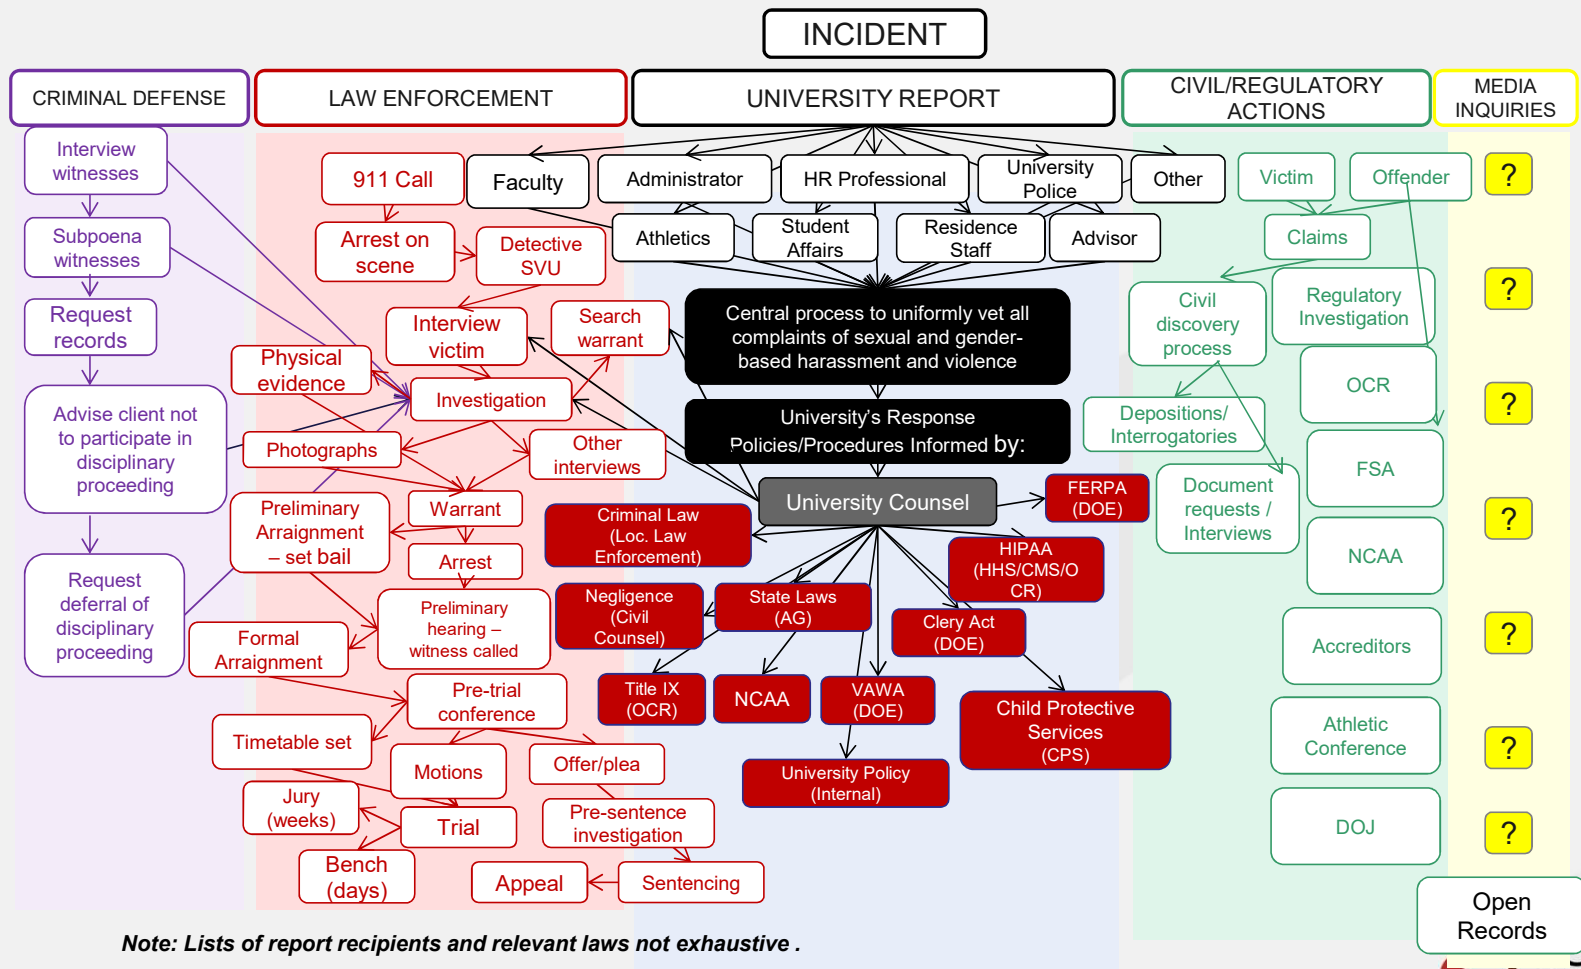 INCIDENT
CRIMINAL DEFENSE
LAW ENFORCEMENT
UNIVERSITY REPORT
CIVIL/REGULATORY
ACTIONS
MEDIA
INQUIRIES
Interview
witnesses
Subpoena
witnesses
Request
records
Advise client not
to participate in
disciplinary
proceeding
Request
deferral of
disciplinary
proceeding
911 Call
Arrest on
scene
Detective
SVU
Interview
victim
Search
warrant
Physical
evidence
Investigation
Photographs
Other
interviews
Warrant
Preliminary
Arraignment
– set bail
Arrest
Preliminary
hearing –
witness called
Formal
Arraignment
Pre-trial
conference
Timetable set
Motions
Offer/plea
Jury
(weeks)
Trial
Pre-sentence
investigation
Bench
(days)
Appeal
Sentencing
Faculty
Administrator
HR Professional
University
Police
Other
Athletics
Student
Affairs
Residence
Staff
Advisor
Central process to uniformly vet all
complaints of sexual and gender-
based harassment and violence
University’s Response
Policies/Procedures Informed by:
University Counsel
FERPA
(DOE)
Criminal Law
(Loc. Law
Enforcement)
HIPAA
(HHS/CMS/O
CR)
Negligence
(Civil
Counsel)
State Laws
(AG)
Clery Act
(DOE)
Title IX
(OCR)
NCAA
VAWA
(DOE)
Child Protective
Services
(CPS)
University Policy
(Internal)
Victim
Offender
Claims
Civil
discovery
process
Regulatory
Investigation
OCR
Depositions/
Interrogatories
FSA
Document
requests /
Interviews
NCAA
Accreditors
Athletic
Conference
DOJ
?
?
?
?
?
?
?
Open
Records
Note: Lists of report recipients and relevant laws not exhaustive .